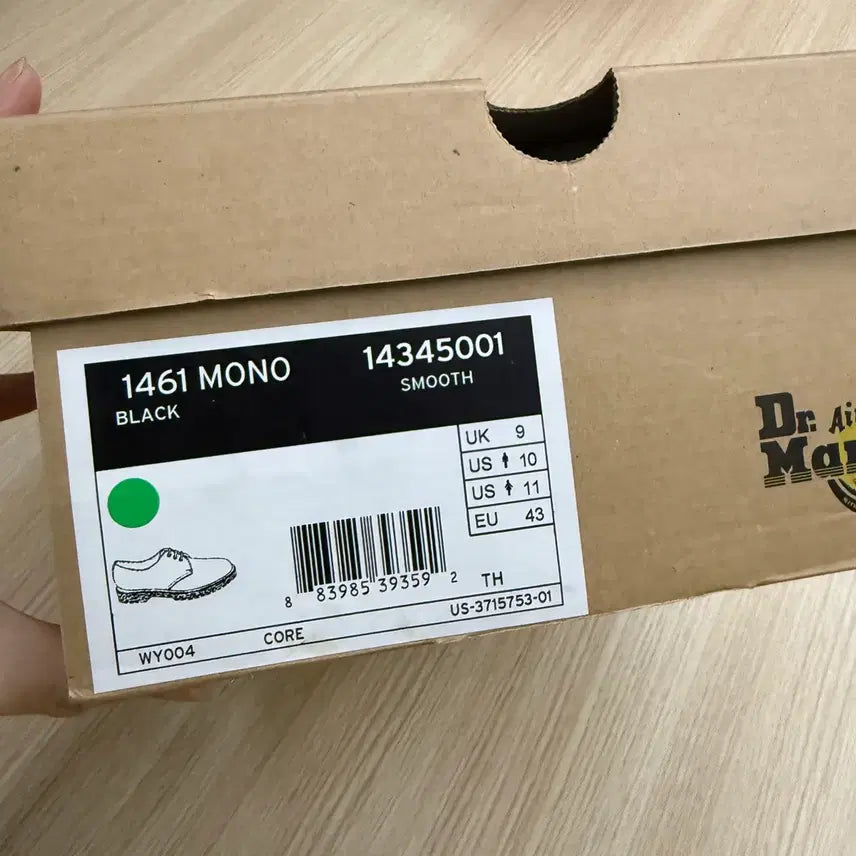 1461 MONO
14345001
BLACK
SMOOTH
UK 9
US 10
US 11
EU 43
8 83985 39359 2
TH
US-3715753-01
WY004
CORE
Dr.